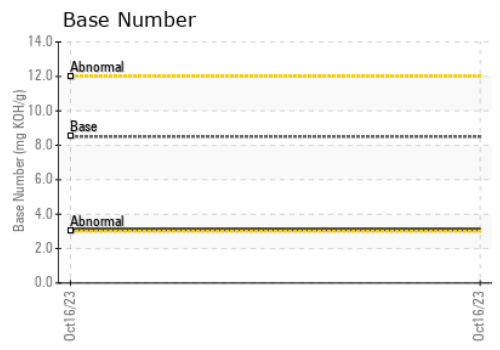 Base Number
Base Number (mg KOH/g)
14.0
12.0
10.0
8.0
6.0
4.0
2.0
0.0
Abnormal
Base
Abnormal
Oct16/23
Oct16/23